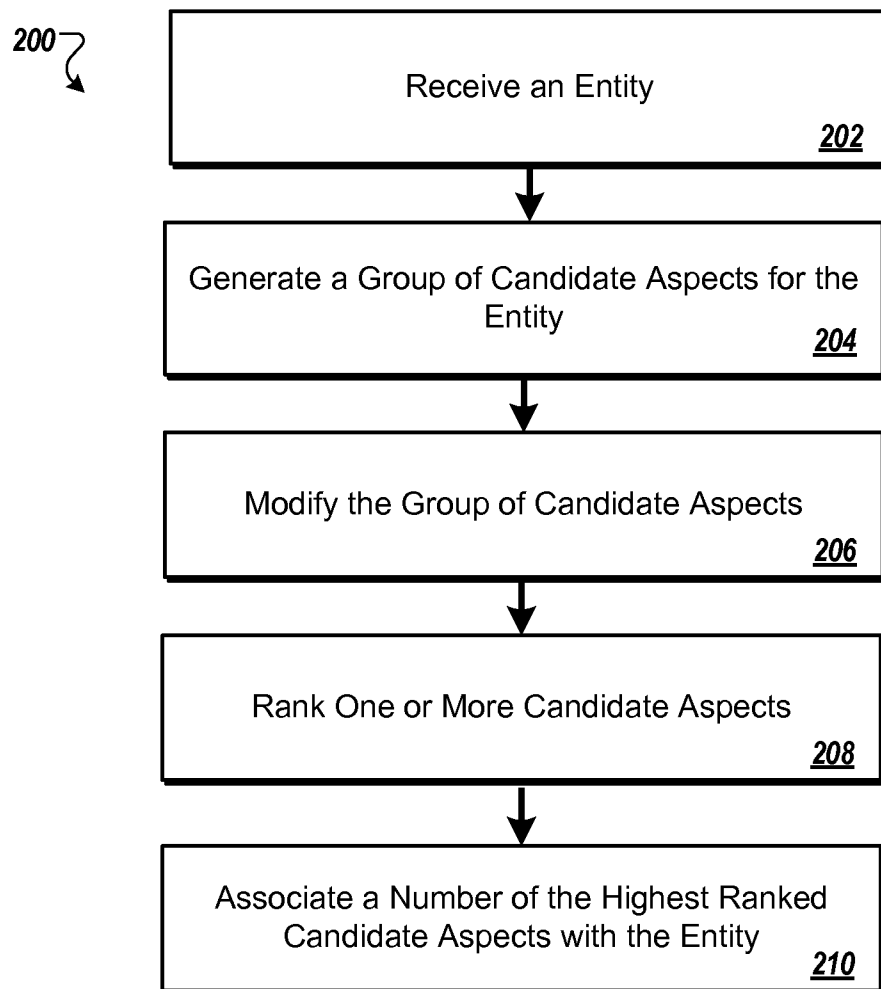 200
Receive an Entity
202
Generate a Group of Candidate Aspects for the
Entity
204
Modify the Group of Candidate Aspects
206
Rank One or More Candidate Aspects
208
Associate a Number of the Highest Ranked
Candidate Aspects with the Entity
210